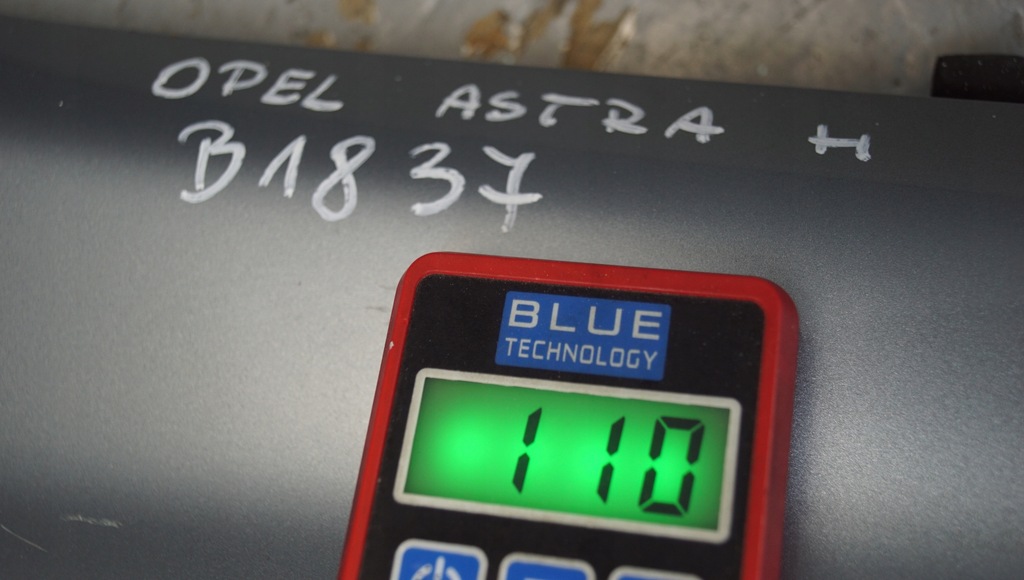 OPEL ASTRA H
B1837
BLUE
TECHNOLOGY
110